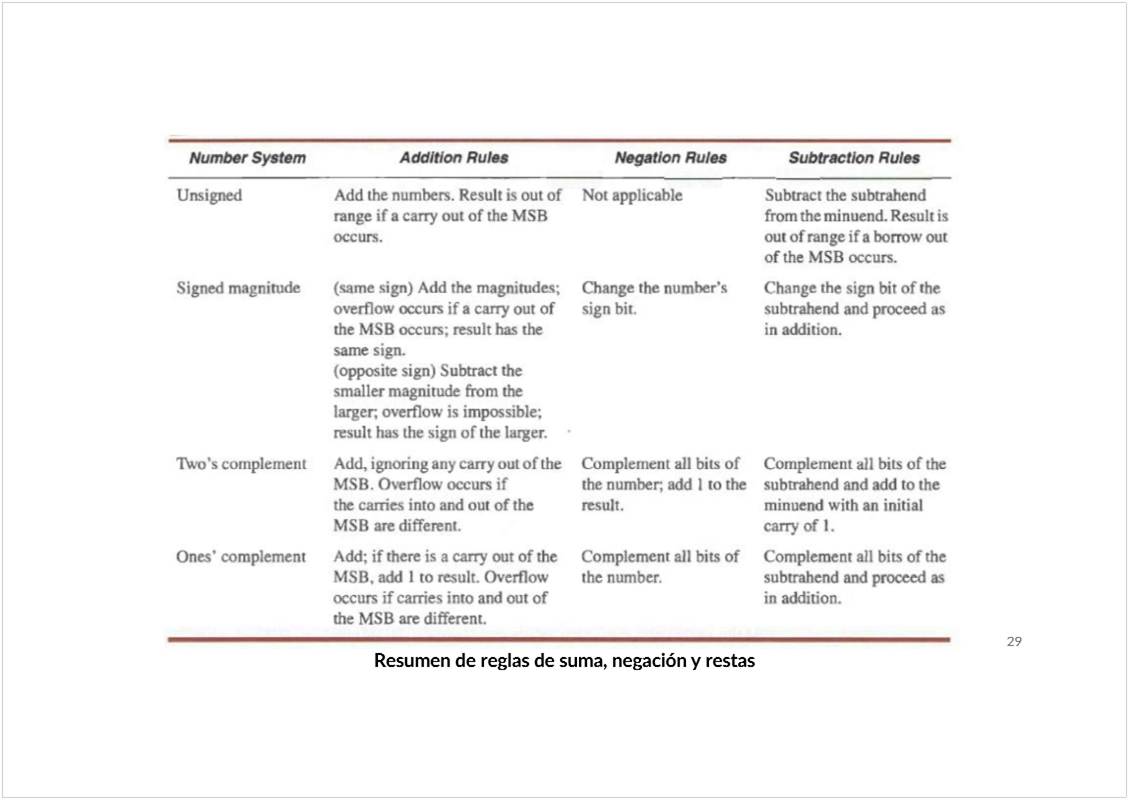 Number System Addition Rules Negation Rules Subtraction Rules
Unsigned Add the numbers. Result is out of Not applicable Subtract the subtrahend
range if a carry out of the MSB from the minuend. Result is
occurs. out of range if a borrow out
of the MSB occurs.
Signed magnitude (same sign) Add the magnitudes; Change the number's Change the sign bit of the
overflow occurs if a carry out of sign bit. subtrahend and proceed as
the MSB occurs; result has the in addition.
same sign.
(opposite sign) Subtract the
smaller magnitude from the
larger; overflow is impossible;
result has the sign of the larger.
Two's complement Add, ignoring any carry out of the Complement all bits of Complement all bits of the
MSB. Overflow occurs if the number; add 1 to the subtrahend and add to the
the carries into and out of the result. minuend with an initial
MSB are different. carry of 1.
Ones' complement Add; if there is a carry out of the Complement all bits of Complement all bits of the
MSB, add 1 to result. Overflow the number. subtrahend and proceed as
occurs if carries into and out of in addition.
the MSB are different.
29
Resumen de reglas de suma, negación y restas